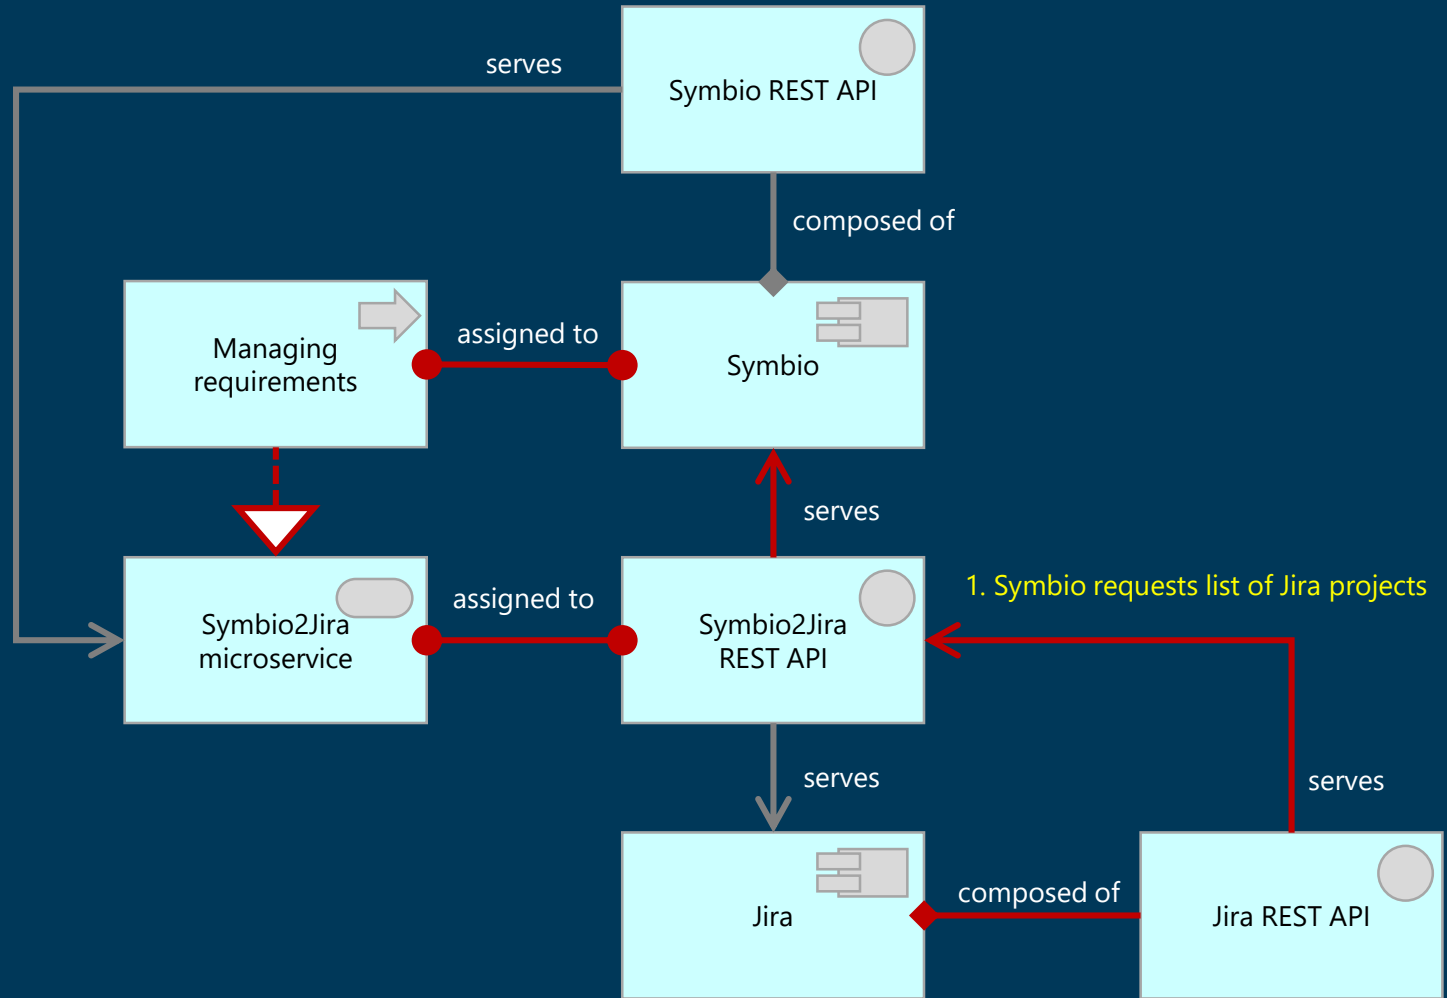 serves
Symbio REST API
composed of
Managing
requirements
assigned to
Symbio
serves
1. Symbio requests list of Jira projects
Symbio2Jira
microservice
assigned to
Symbio2Jira
REST API
serves
serves
Jira
composed of
Jira REST API